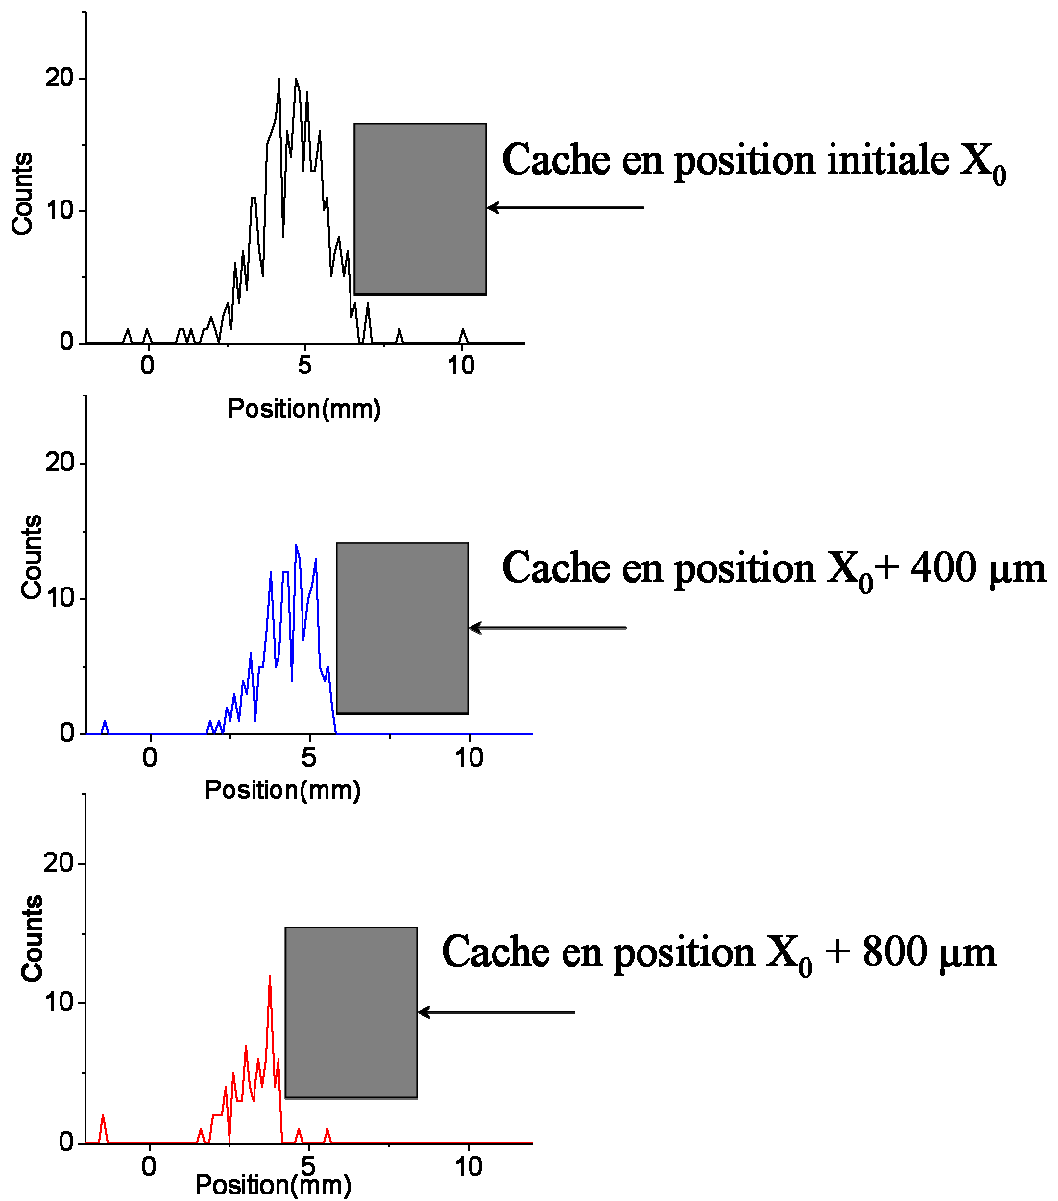 20
Counts
Cache en position initiale X₀
10
0
0 5 10
Position(mm)
20
Counts
Cache en position X₀+ 400 µm
10
0
0 5 10
Position(mm)
20
Counts
Cache en position X₀ + 800 µm
10
0
0 5 10
Position(mm)